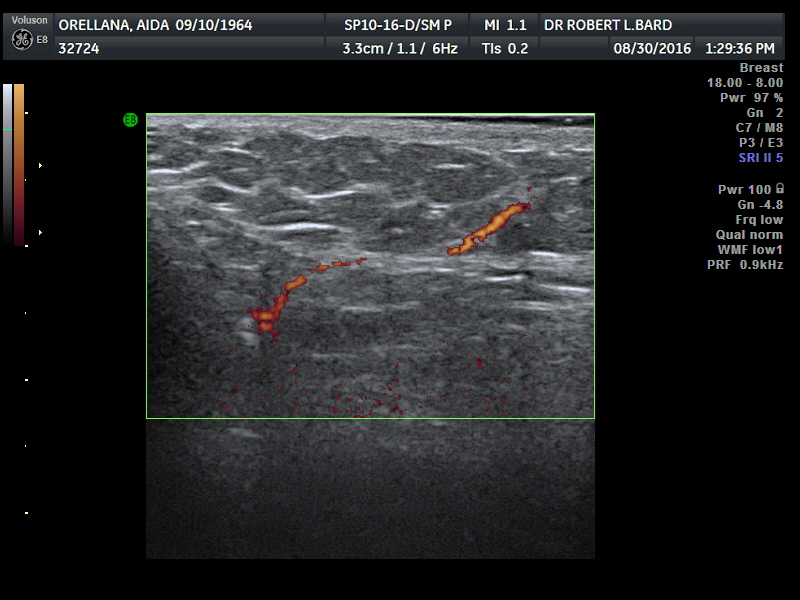 Voluson
E8
ORELLANA, AIDA 09/10/1964 SP10-16-D/SM P MI 1.1 DR ROBERT L.BARD
32724 3.3cm / 1.1 / 6Hz TIs 0.2 08/30/2016 1:29:36 PM
Breast
18.00 - 8.00
Pwr 97 %
Gn 2
C7 / M8
P3 / E3
SRI II 5
Pwr 100
Gn -4.8
Frq low
Qual norm
WMF low1
PRF 0.9kHz
E8